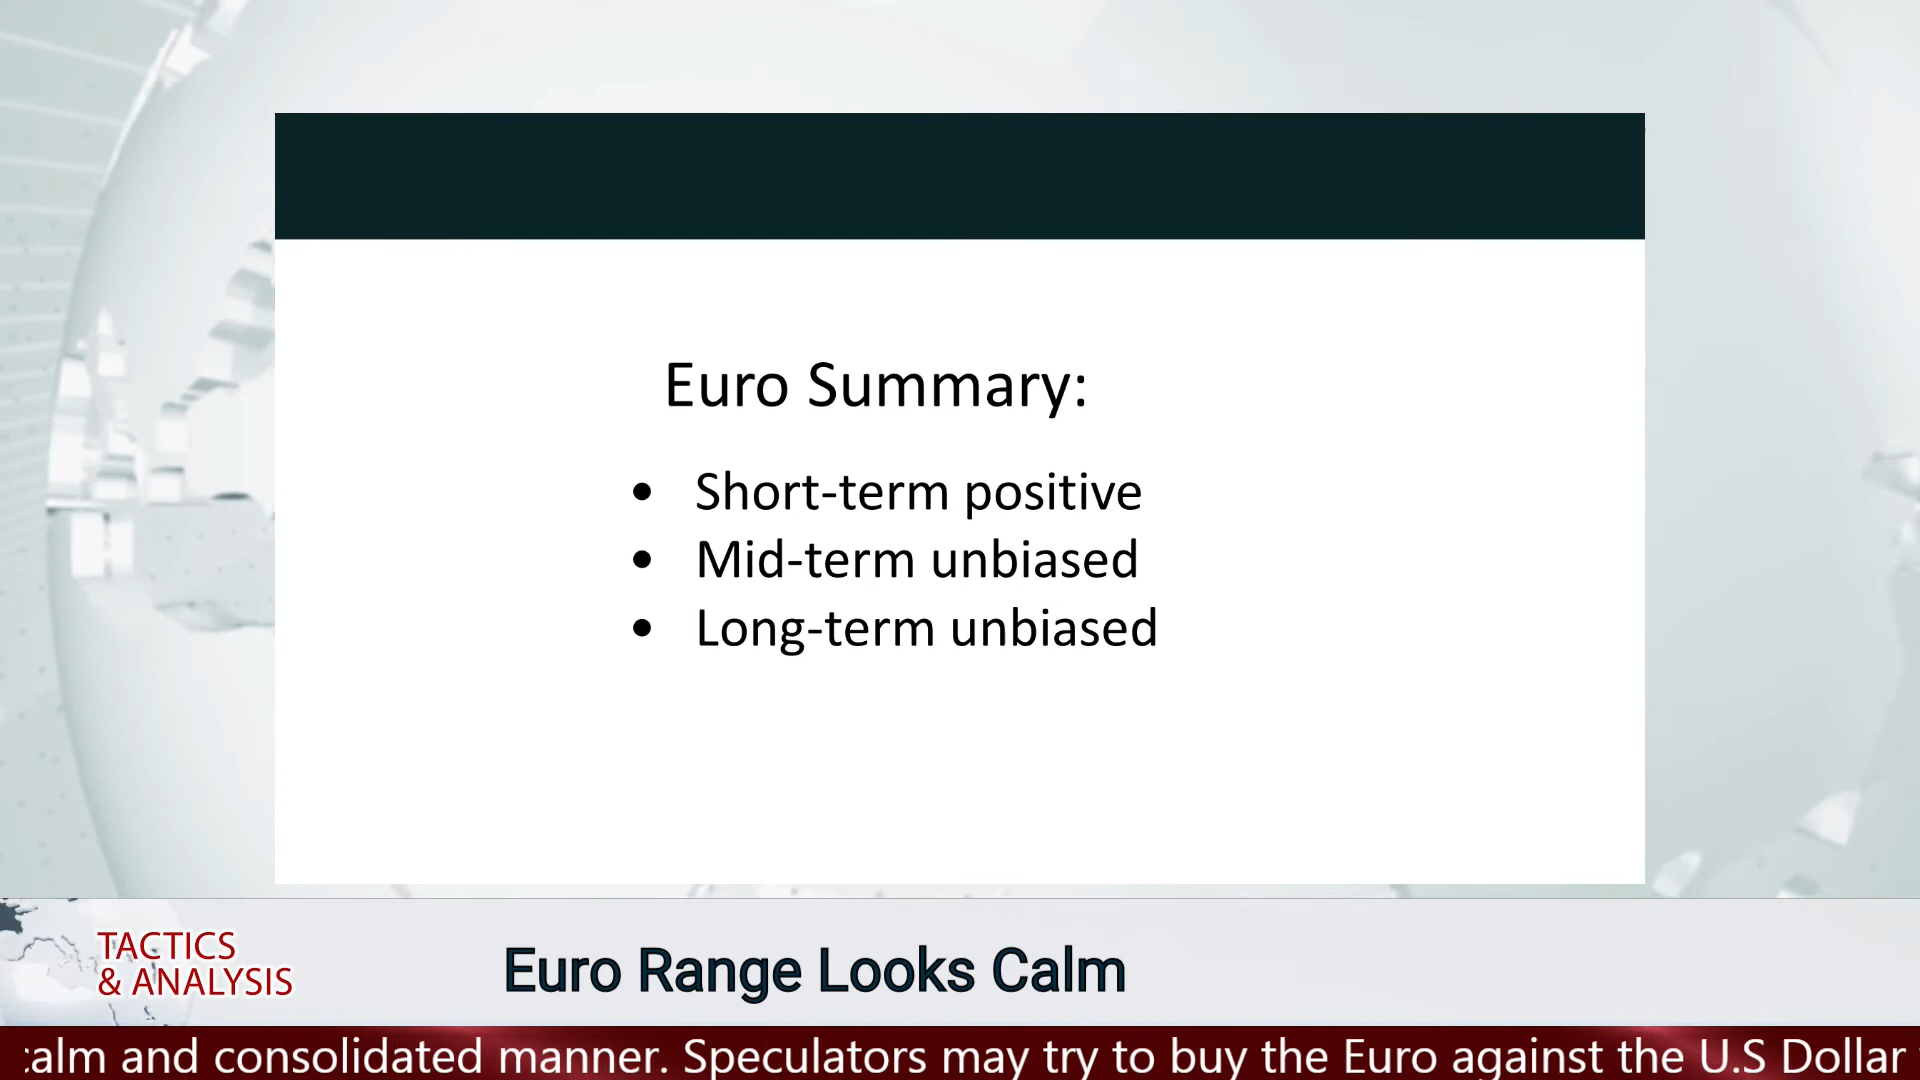 Euro Summary:
• Short-term positive
• Mid-term unbiased
• Long-term unbiased
TACTICS
& ANALYSIS
Euro Range Looks Calm
and consolidated manner. Speculators may try to buy the Euro against the U.S Dollar